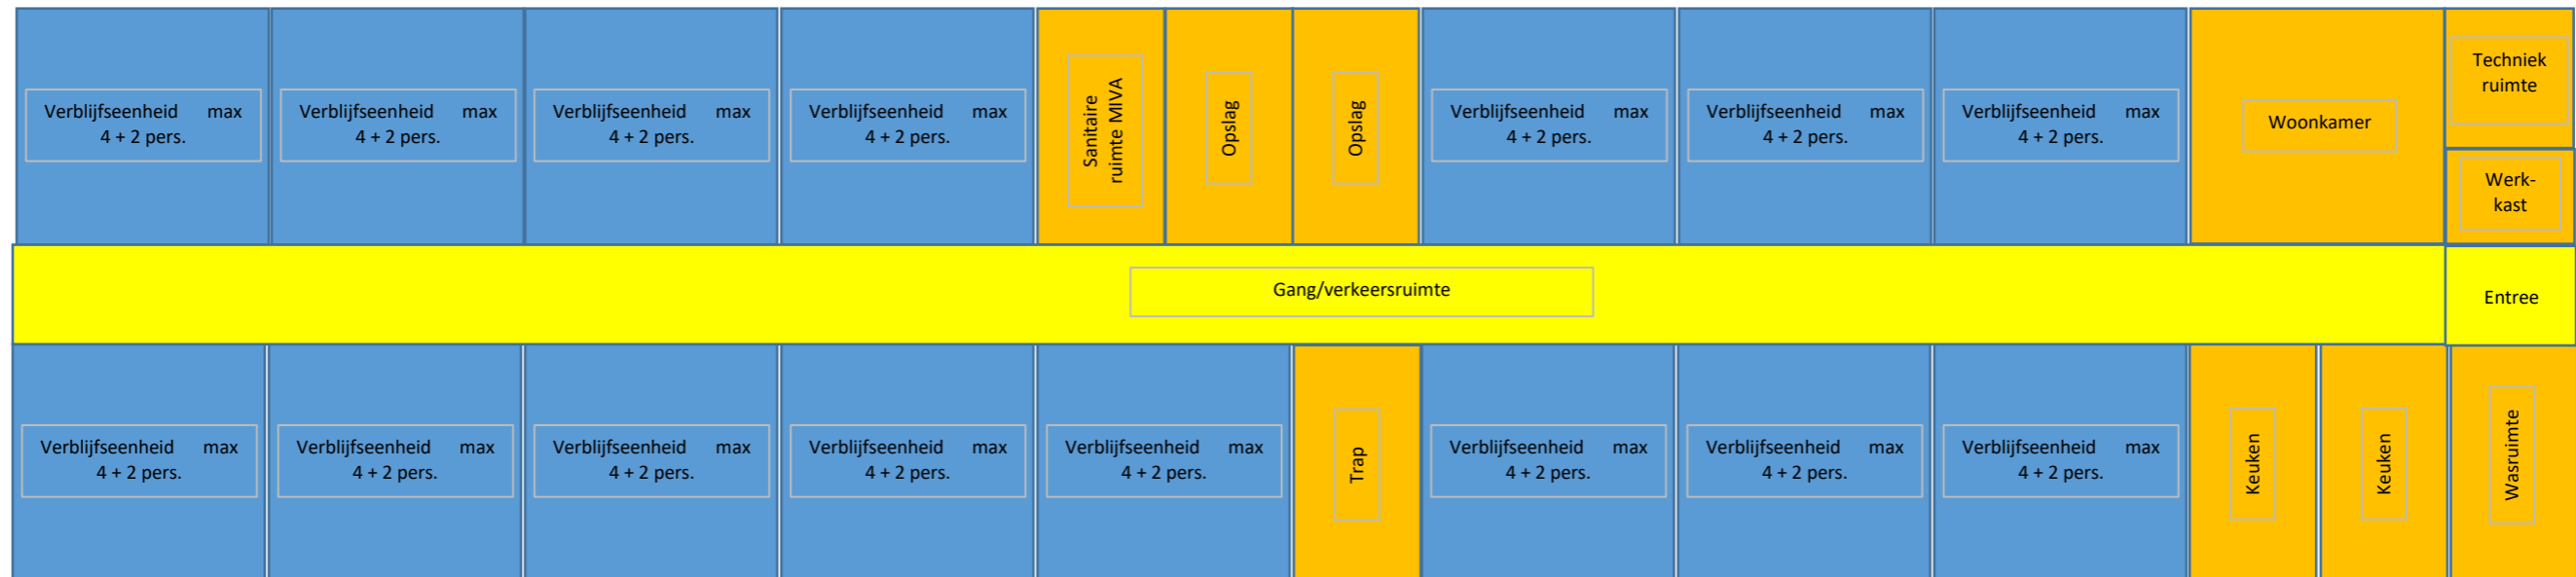 Verblijfseenheid max
4 + 2 pers.
Verblijfseenheid max
4 + 2 pers.
Verblijfseenheid max
4 + 2 pers.
Verblijfseenheid max
4 + 2 pers.
Sanitaire
ruimte MIVA
Opslag
Opslag
Verblijfseenheid max
4 + 2 pers.
Verblijfseenheid max
4 + 2 pers.
Verblijfseenheid max
4 + 2 pers.
Woonkamer
Techniek
ruimte
Werk-
kast
Gang/verkeersruimte
Entree
Verblijfseenheid max
4 + 2 pers.
Verblijfseenheid max
4 + 2 pers.
Verblijfseenheid max
4 + 2 pers.
Verblijfseenheid max
4 + 2 pers.
Verblijfseenheid max
4 + 2 pers.
Trap
Verblijfseenheid max
4 + 2 pers.
Verblijfseenheid max
4 + 2 pers.
Verblijfseenheid max
4 + 2 pers.
Keuken
Keuken
Wasruimte